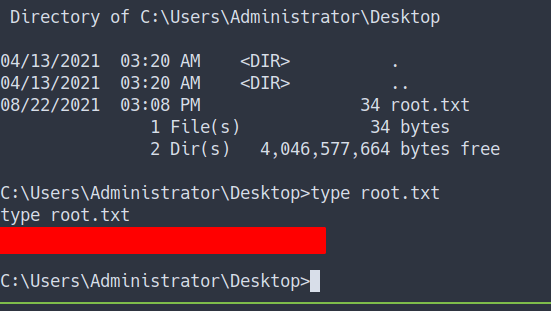 Directory of C:\Users\Administrator\Desktop
04/13/2021  03:20 AM    <DIR>          .
04/13/2021  03:20 AM    <DIR>          ..
08/22/2021  03:08 PM                34 root.txt
               1 File(s)             34 bytes
               2 Dir(s)   4,046,577,664 bytes free
C:\Users\Administrator\Desktop>type root.txt
type root.txt
C:\Users\Administrator\Desktop>